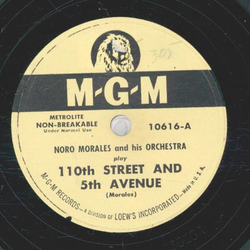 M-G-M
METROLITE
NON-BREAKABLE
Under Normal Use
10616-A
NORO MORALES and his ORCHESTRA
play
110th STREET AND
5th AVENUE
(Morales)
M-G-M RECORDS—A DIVISION OF LOEW'S INCORPORATED.—Made in U.S.A.